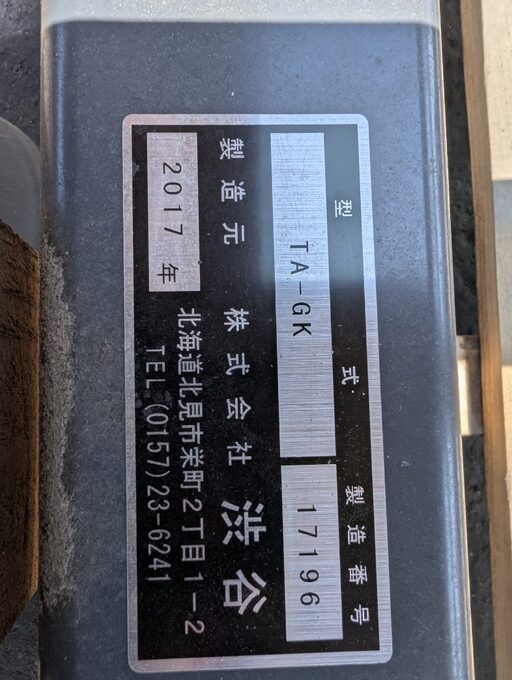 型式 製造番号
TA-GK 17196
製造元 株式会社 渋谷
2017年 北海道北見市栄町2丁目1-2
TEL (0157)23-6241